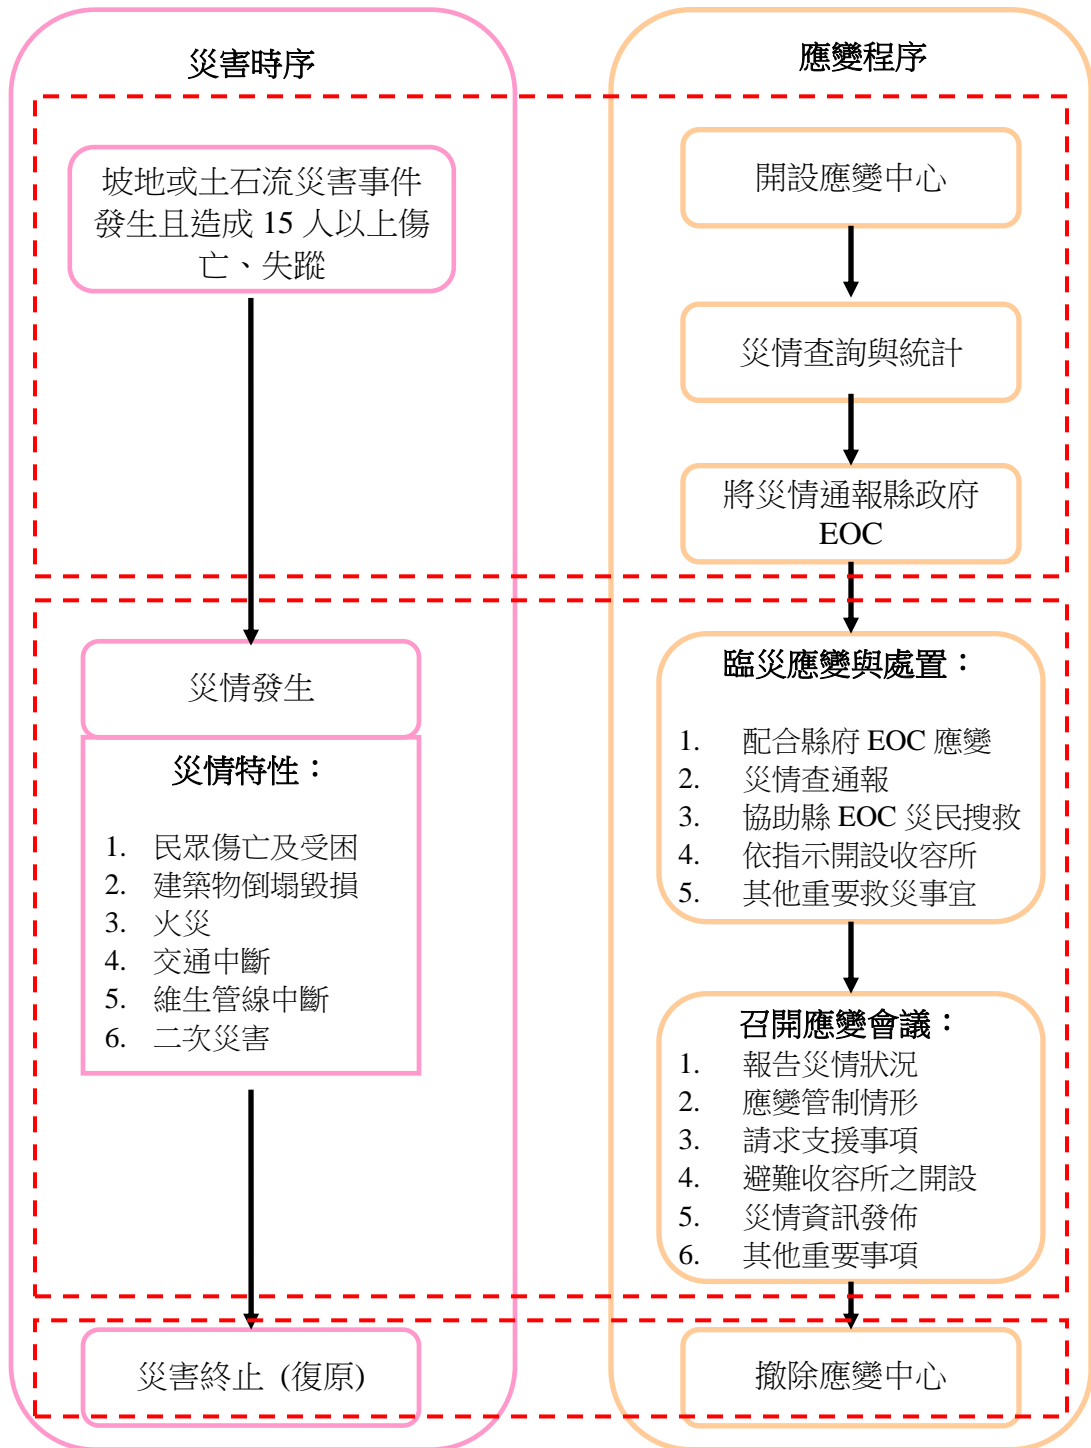 災害時序
坡地或土石流災害事件
發生且造成 15 人以上傷
亡、失蹤
災情發生
災情特性：
1. 民眾傷亡及受困
2. 建築物倒塌毀損
3. 火災
4. 交通中斷
5. 維生管線中斷
6. 二次災害
災害終止 (復原)
應變程序
開設應變中心
災情查詢與統計
將災情通報縣政府
EOC
臨災應變與處置：
1. 配合縣府 EOC 應變
2. 災情查通報
3. 協助縣 EOC 災民搜救
4. 依指示開設收容所
5. 其他重要救災事宜
召開應變會議：
1. 報告災情狀況
2. 應變管制情形
3. 請求支援事項
4. 避難收容所之開設
5. 災情資訊發佈
6. 其他重要事項
撤除應變中心